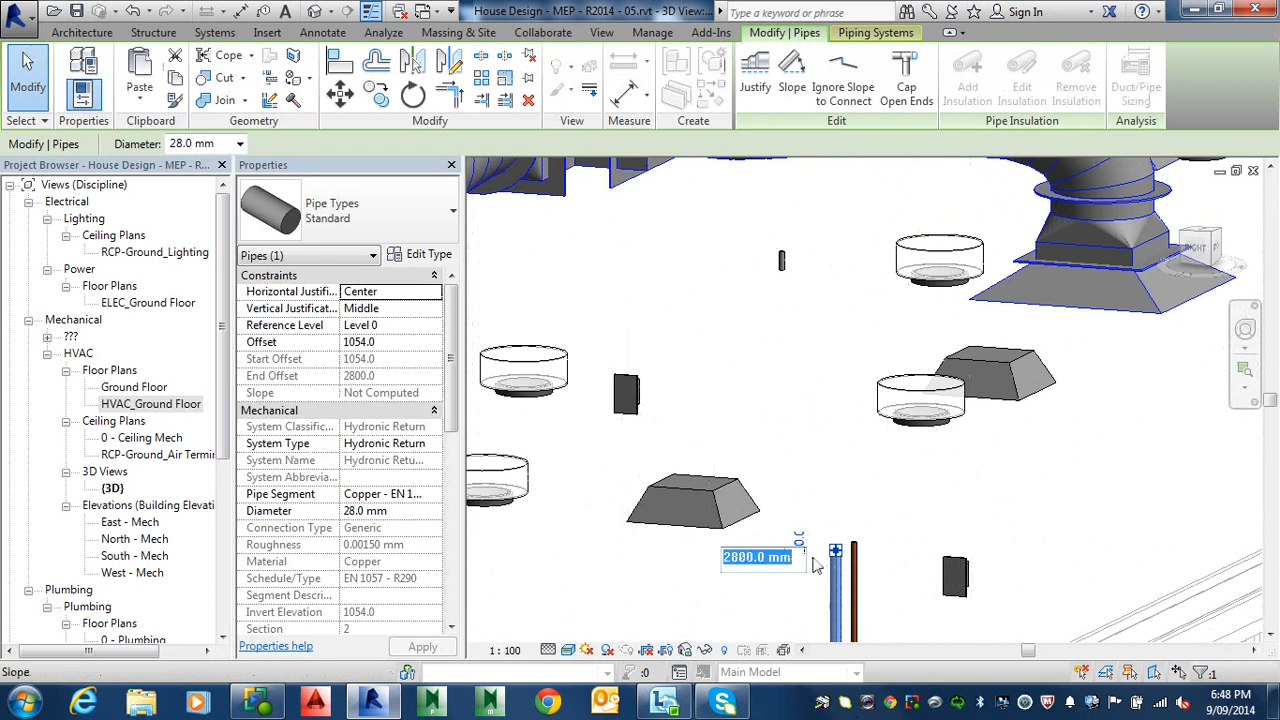 House Design - MEP - R2014 - 05.rvt - 3D View:...
Type a keyword or phrase
Sign In
Architecture Structure Systems Insert Annotate Analyze Massing & Site Collaborate View Manage Add-Ins Modify | Pipes Piping Systems
Modify
Properties
Paste
Cope
Cut
Join
Justify
Slope
Ignore Slope
to Connect
Cap
Open Ends
Add
Insulation
Edit
Insulation
Remove
Insulation
Duct/Pipe
Sizing
Select Properties Clipboard Geometry Modify View Measure Create Edit Pipe Insulation Analysis
Modify | Pipes Diameter: 28.0 mm
Project Browser - House Design - MEP - R...
Views (Discipline)
Electrical
Lighting
Ceiling Plans
RCP-Ground_Lighting
Power
Floor Plans
ELEC_Ground Floor
Mechanical
???
HVAC
Floor Plans
Ground Floor
HVAC_Ground Floor
Ceiling Plans
0 - Ceiling Mech
RCP-Ground_Air Termi
3D Views
{3D}
Elevations (Building Elevati
East - Mech
North - Mech
South - Mech
West - Mech
Plumbing
Plumbing
Floor Plans
0 - Plumbing
Properties
Pipe Types
Standard
Pipes (1)
Edit Type
Constraints
Horizontal Justifi... Center
Vertical Justificat... Middle
Reference Level Level 0
Offset 1054.0
Start Offset 1054.0
End Offset 2800.0
Slope Not Computed
Mechanical
System Classific... Hydronic Return
System Type Hydronic Return
System Name Hydronic Retu...
System Abbrevia...
Pipe Segment Copper - EN 1...
Diameter 28.0 mm
Connection Type Generic
Roughness 0.00150 mm
Material Copper
Schedule/Type EN 1057 - R290
Segment Descri...
Invert Elevation 1054.0
Section 2
Properties help
Apply
RIGHT
2800.0 mm
1 : 100
Slope
:0
Main Model
:1
6:48 PM
9/09/2014